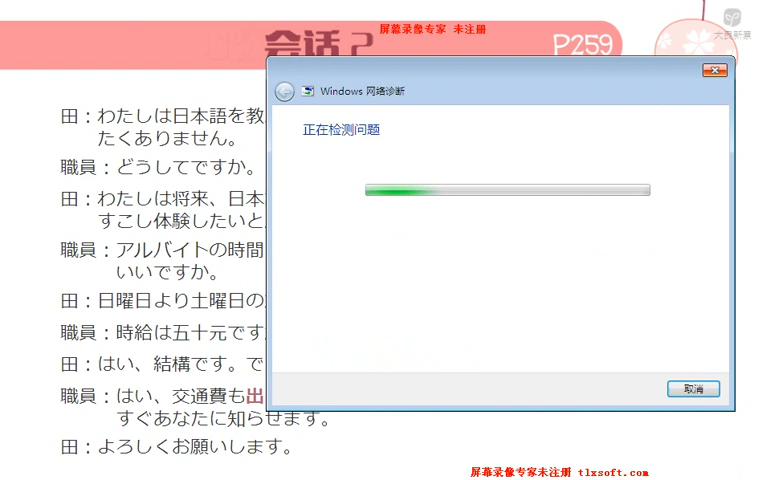 屏幕录像专家 未注册
会话 2
P259
大良新素
Windows 网络诊断
正在检测问题
取消
田：わたしは日本語を教
たくありません。
職員：どうしてですか。
田：わたしは将来、日本
すこし体験したいと
職員：アルバイトの時間
いいですか。
田：日曜日より土曜日の
職員：時給は五十元です
田：はい、結構です。で
職員：はい、交通費も出
すぐあなたに知らせます。
田：よろしくお願いします。
屏幕录像专家未注册 tlxsoft.com